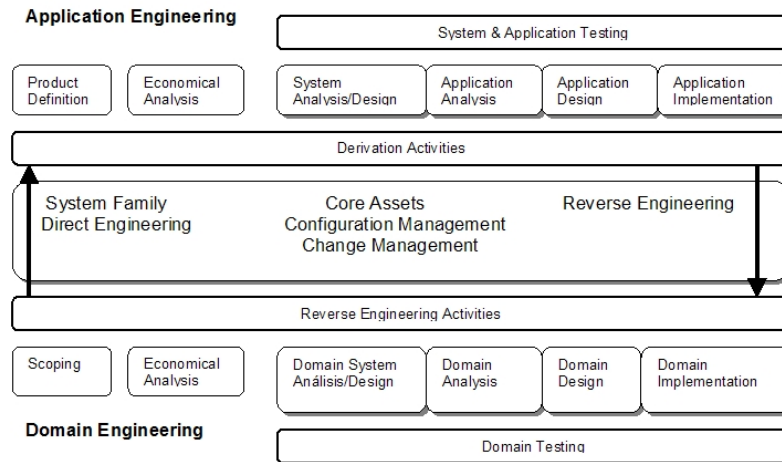 Application Engineering
System & Application Testing
Product
Definition
Economical
Analysis
System
Analysis/Design
Application
Analysis
Application
Design
Application
Implementation
Derivation Activities
System Family
Direct Engineering
Core Assets
Configuration Management
Change Management
Reverse Engineering
Reverse Engineering Activities
Scoping
Economical
Analysis
Domain System
Análisis/Design
Domain
Analysis
Domain
Design
Domain
Implementation
Domain Engineering
Domain Testing